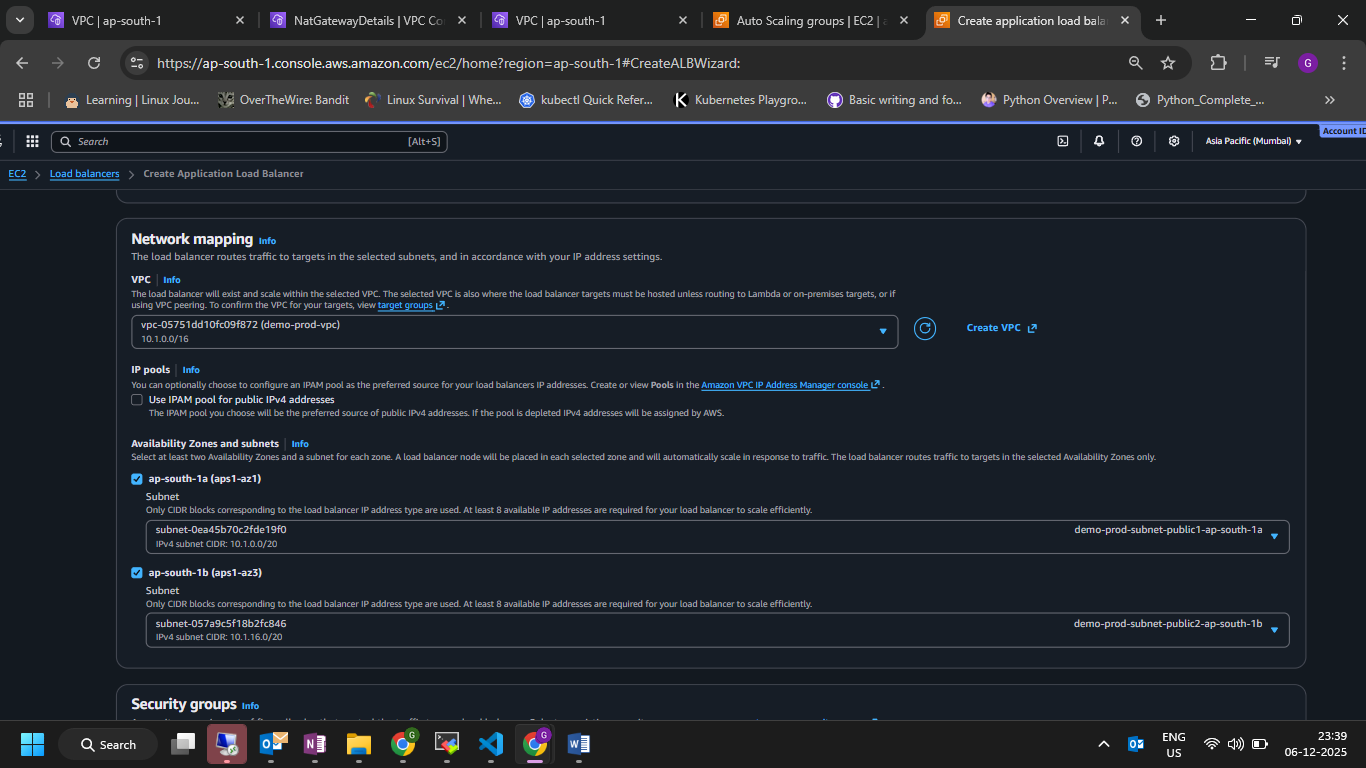 VPC | ap-south-1
NatGatewayDetails | VPC Co
VPC | ap-south-1
Auto Scaling groups | EC2 |
Create application load bala
https://ap-south-1.console.aws.amazon.com/ec2/home?region=ap-south-1#CreateALBWizard:
G
Learning | Linux Jou...
OverTheWire: Bandit
Linux Survival | Whe...
kubectl Quick Refer...
Kubernetes Playgro...
Basic writing and fo...
Python Overview | P...
Python_Complete_...
Search
[Alt+S]
Asia Pacific (Mumbai)
Account ID
EC2
Load balancers
Create Application Load Balancer
Network mapping Info
The load balancer routes traffic to targets in the selected subnets, and in accordance with your IP address settings.
VPC | Info
The load balancer will exist and scale within the selected VPC. The selected VPC is also where the load balancer targets must be hosted unless routing to Lambda or on-premises targets, or if
using VPC peering. To confirm the VPC for your targets, view target groups.
vpc-05751dd10fc09f872 (demo-prod-vpc)
10.1.0.0/16
Create VPC
IP pools | Info
You can optionally choose to configure an IPAM pool as the preferred source for your load balancers IP addresses. Create or view Pools in the Amazon VPC IP Address Manager console.
Use IPAM pool for public IPv4 addresses
The IPAM pool you choose will be the preferred source of public IPv4 addresses. If the pool is depleted IPv4 addresses will be assigned by AWS.
Availability Zones and subnets | Info
Select at least two Availability Zones and a subnet for each zone. A load balancer node will be placed in each selected zone and will automatically scale in response to traffic. The load balancer routes traffic to targets in the selected Availability Zones only.
ap-south-1a (aps1-az1)
Subnet
Only CIDR blocks corresponding to the load balancer IP address type are used. At least 8 available IP addresses are required for your load balancer to scale efficiently.
subnet-0ea45b70c2fde19f0
demo-prod-subnet-public1-ap-south-1a
IPv4 subnet CIDR: 10.1.0.0/20
ap-south-1b (aps1-az3)
Subnet
Only CIDR blocks corresponding to the load balancer IP address type are used. At least 8 available IP addresses are required for your load balancer to scale efficiently.
subnet-057a9c5f18b2fc846
demo-prod-subnet-public2-ap-south-1b
IPv4 subnet CIDR: 10.1.16.0/20
Security groups Info
Search
ENG
US
23:39
06-12-2025